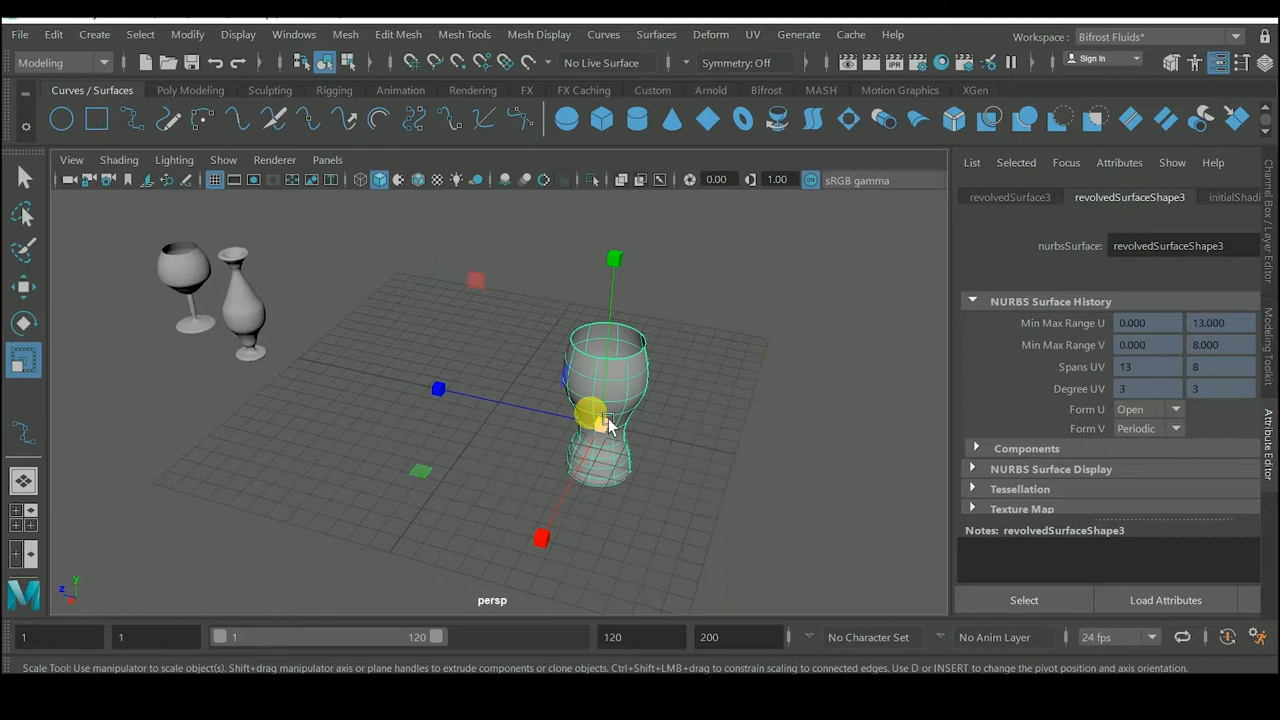 File Edit Create Select Modify Display Windows Mesh Edit Mesh Mesh Tools Mesh Display Curves Surfaces Deform UV Generate Cache Help Workspace : Bifrost Fluids*
Modeling No Live Surface Symmetry: Off Sign In
Curves / Surfaces Poly Modeling Sculpting Rigging Animation Rendering FX FX Caching Custom Arnold Bifrost MASH Motion Graphics XGen
View Shading Lighting Show Renderer Panels
0.00 1.00 sRGB gamma
List Selected Focus Attributes Show Help
revolvedSurface3 revolvedSurfaceShape3 initialShadi
nurbsSurface: revolvedSurfaceShape3
NURBS Surface History
Min Max Range U 0.000 13.000
Min Max Range V 0.000 8.000
Spans UV 13 8
Degree UV 3 3
Form U Open
Form V Periodic
Components
NURBS Surface Display
Tessellation
Texture Map
Notes: revolvedSurfaceShape3
Select Load Attributes
Channel Box / Layer Editor
Modeling Toolkit
Attribute Editor
y
z
persp
1 1 1 120 120 200 No Character Set No Anim Layer 24 fps
Scale Tool: Use manipulator to scale object(s). Shift+drag manipulator axis or plane handles to extrude components or clone objects. Ctrl+Shift+LMB+drag to constrain scaling to connected edges. Use D or INSERT to change the pivot position and axis orientation.